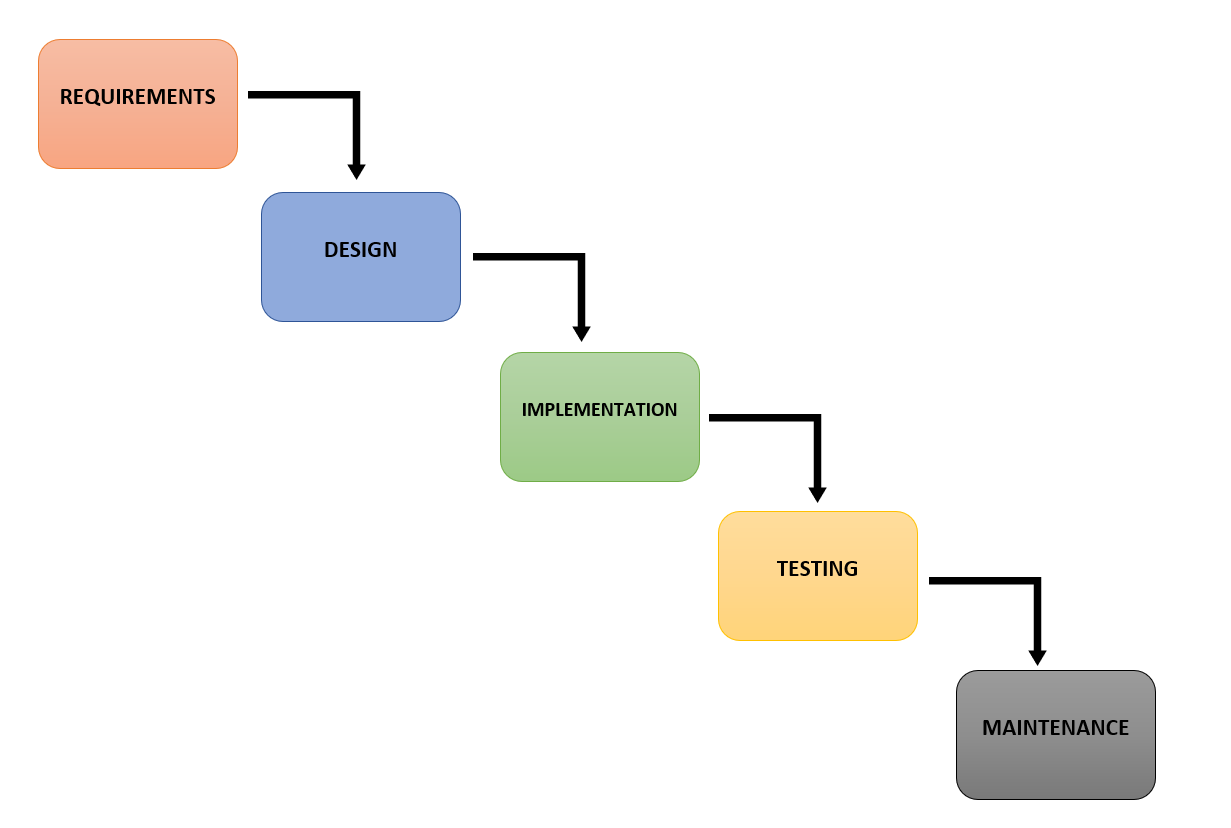 REQUIREMENTS
DESIGN
IMPLEMENTATION
TESTING
MAINTENANCE